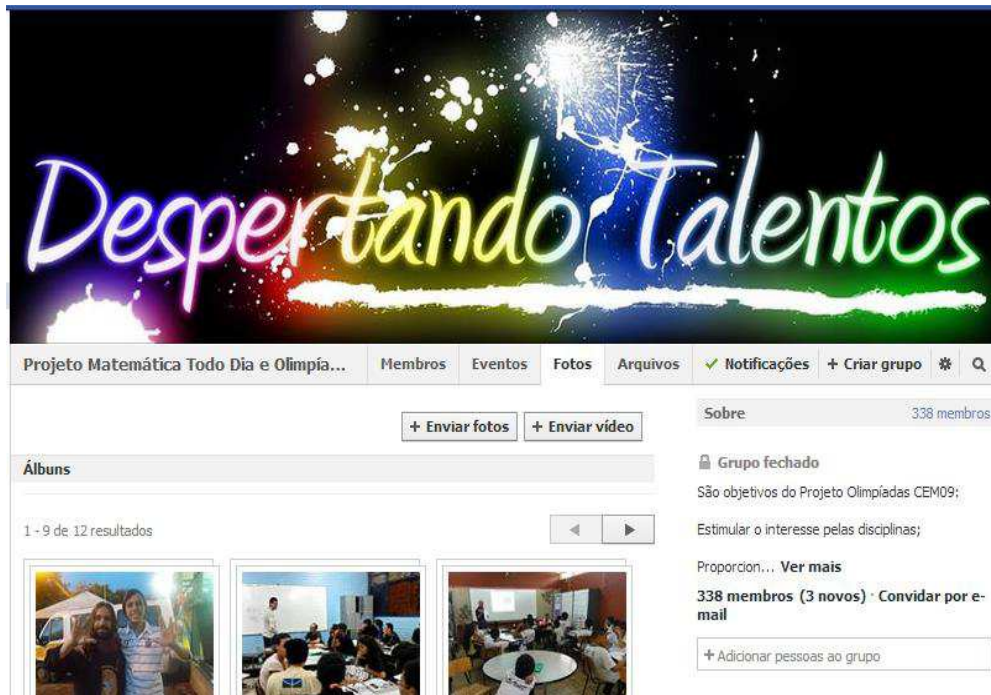 Despertando Talentos
Projeto Matemática Todo Dia e Olimpía... Membros Eventos Fotos Arquivos ✓ Notificações + Criar grupo
+ Enviar fotos + Enviar vídeo
Álbuns
1 - 9 de 12 resultados
Sobre 338 membros
Grupo fechado
São objetivos do Projeto Olimpíadas CEM09:
Estimular o interesse pelas disciplinas;
Proporcion... Ver mais
338 membros (3 novos) · Convidar por e-
mail
+ Adicionar pessoas ao grupo